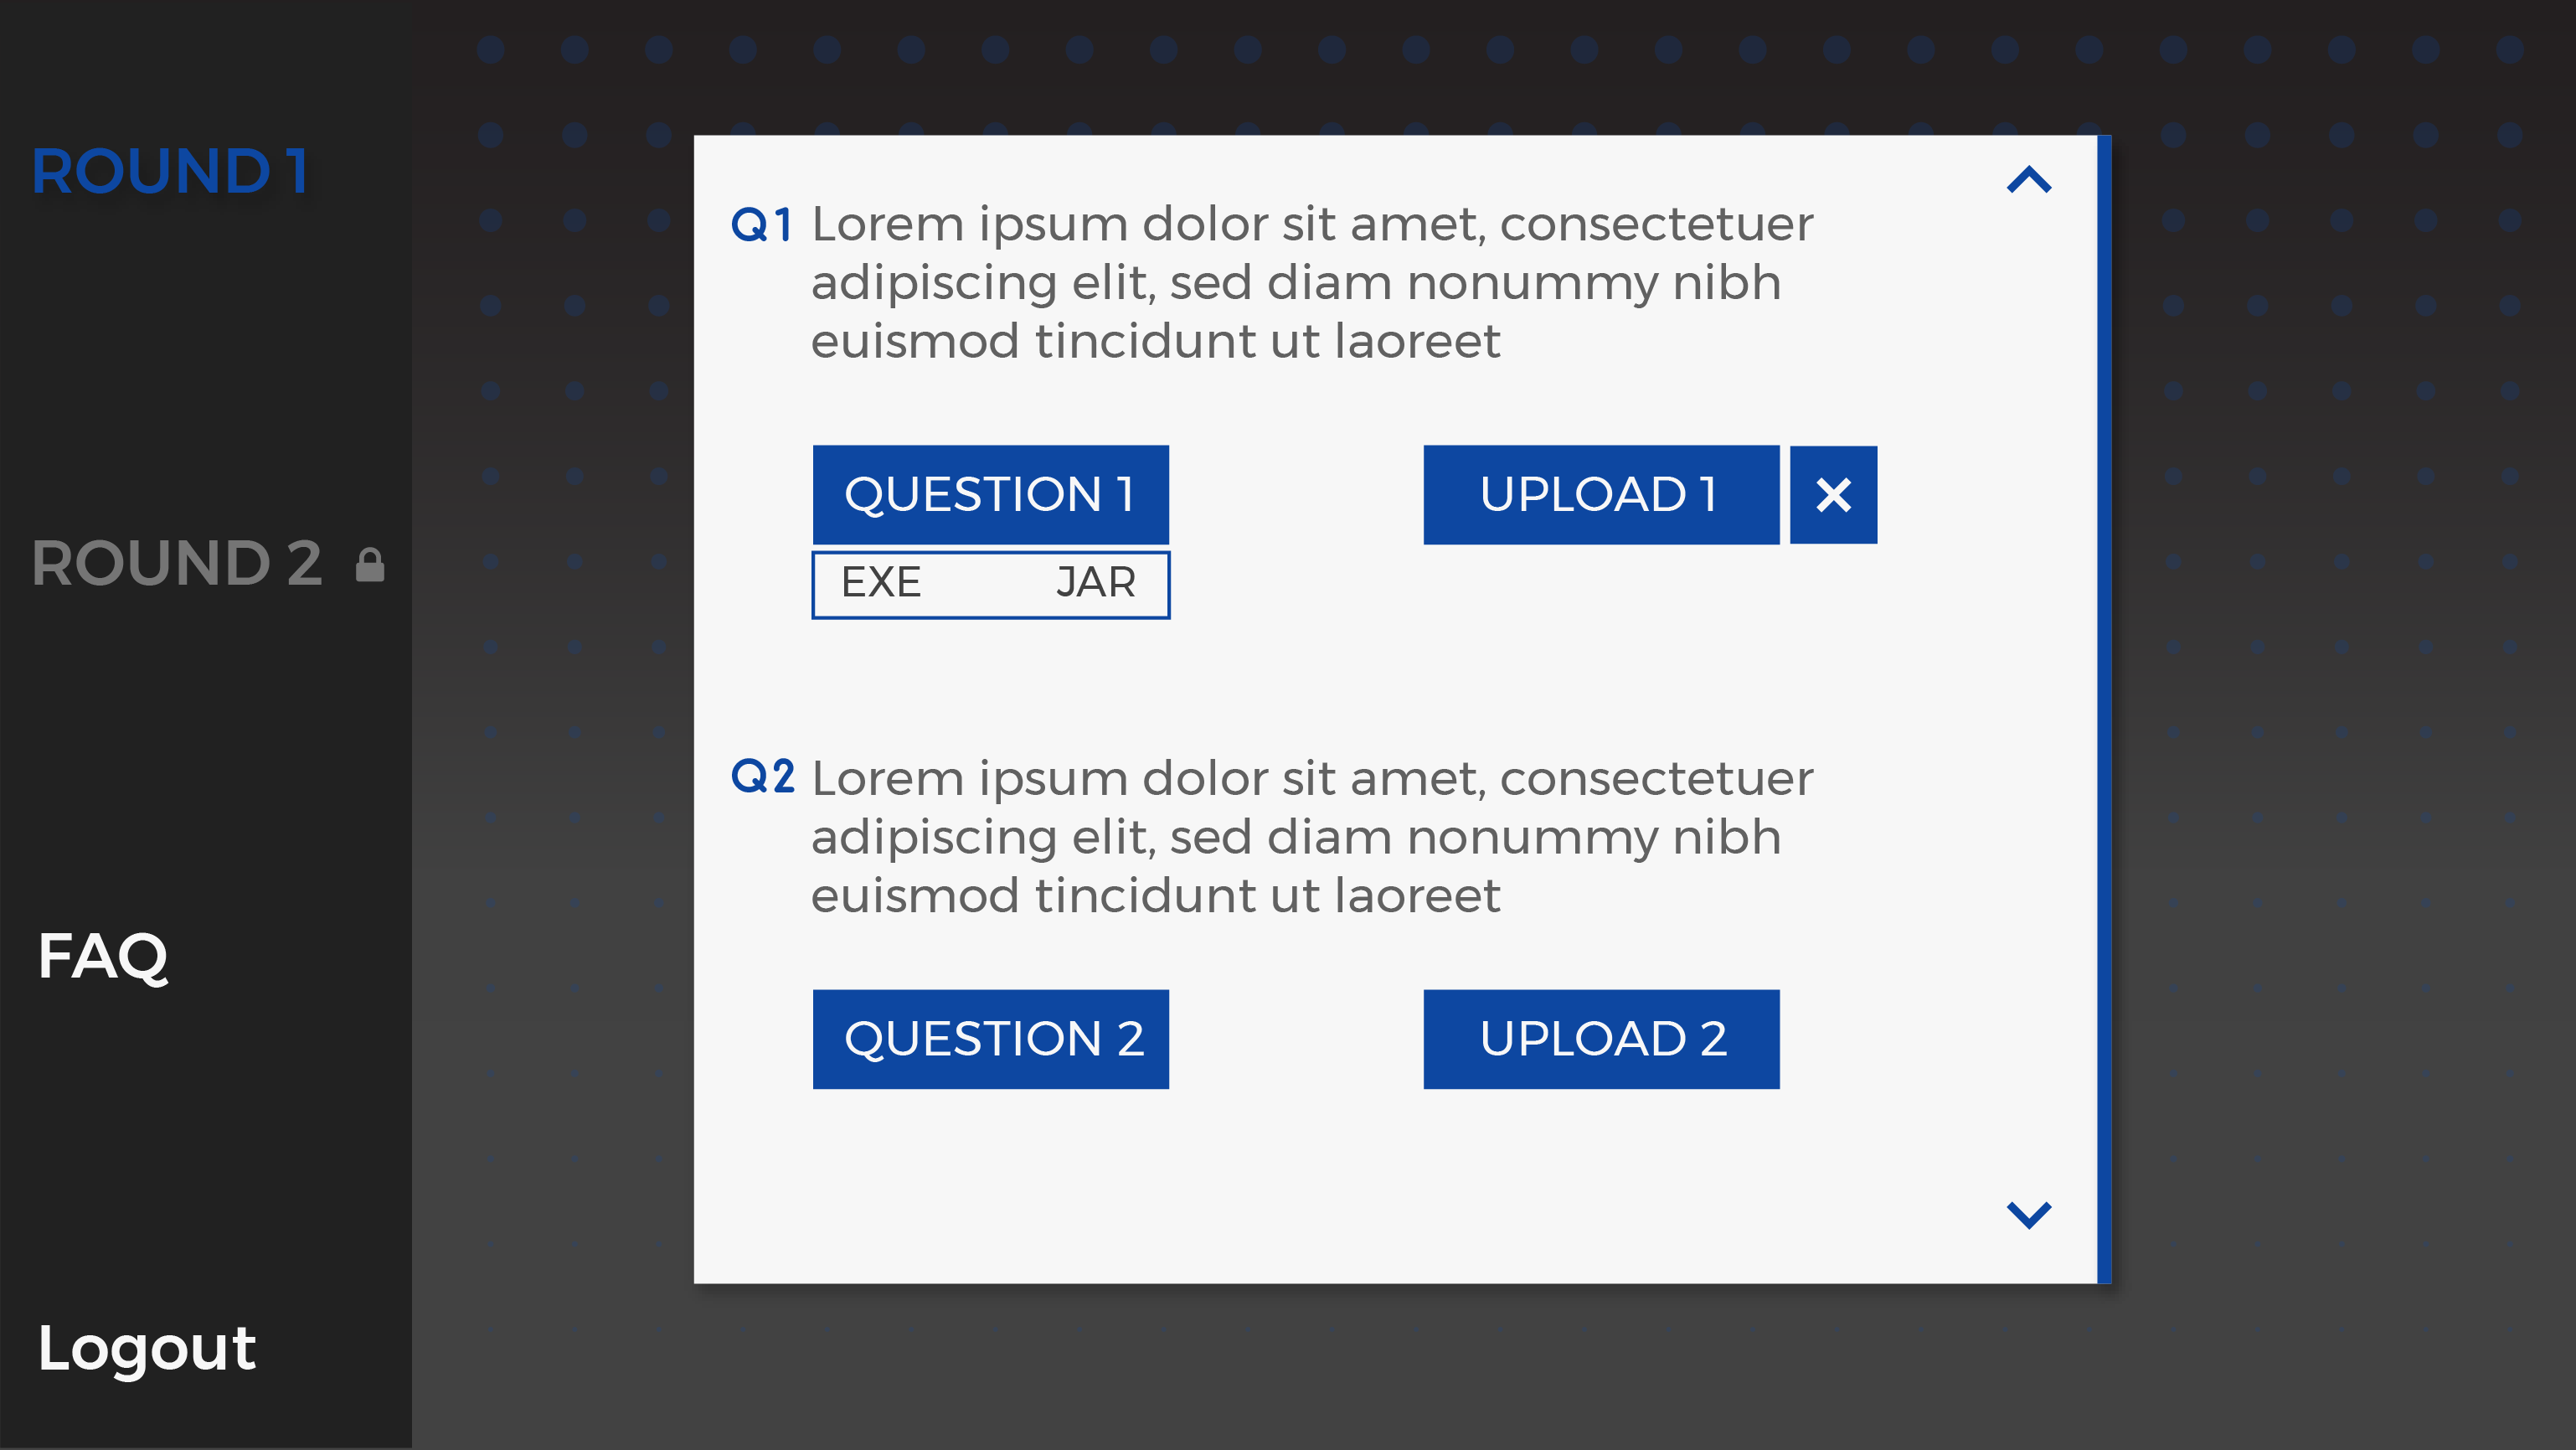 ROUND 1
ROUND 2
FAQ
Logout
Q1 Lorem ipsum dolor sit amet, consectetuer
adipiscing elit, sed diam nonummy nibh
euismod tincidunt ut laoreet
QUESTION 1
UPLOAD 1
EXE JAR
Q2 Lorem ipsum dolor sit amet, consectetuer
adipiscing elit, sed diam nonummy nibh
euismod tincidunt ut laoreet
QUESTION 2
UPLOAD 2